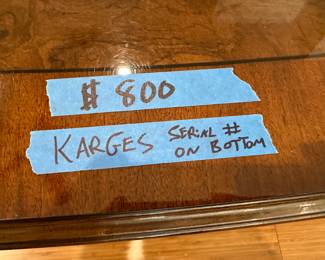 # 800
KARGES SERIAL #
ON BOTTOM